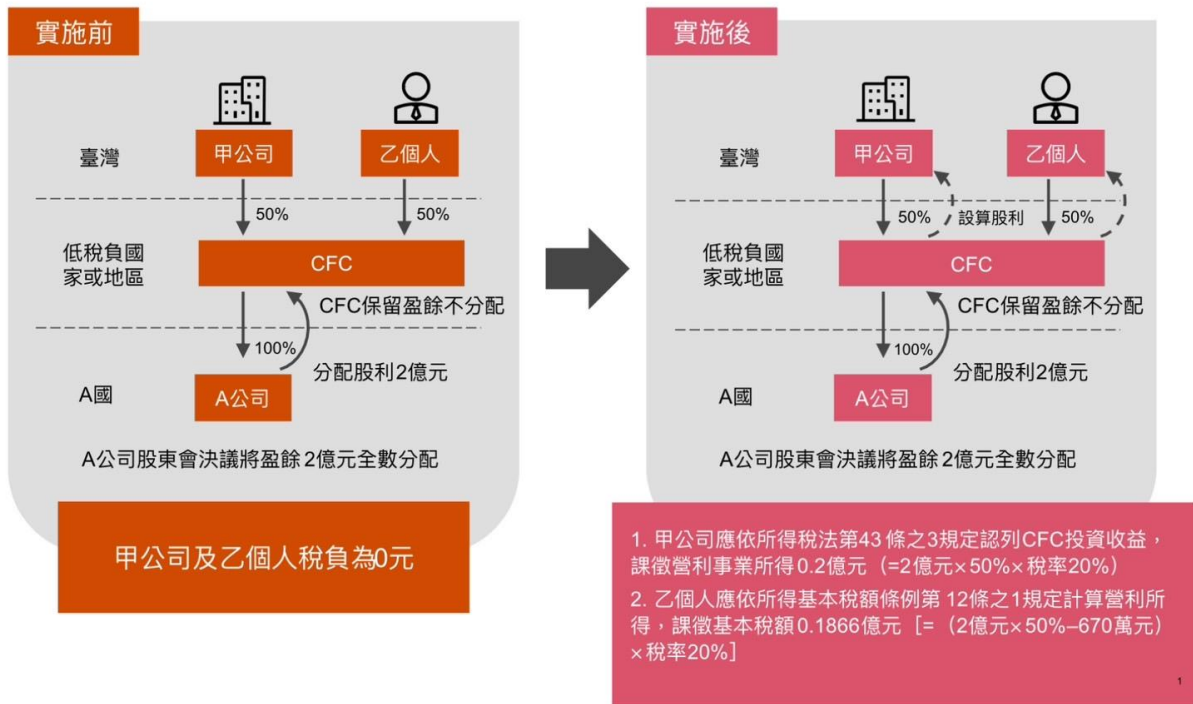 實施前
臺灣
甲公司
乙個人
50%
50%
低稅負國
家或地區
CFC
CFC保留盈餘不分配
100%
分配股利2億元
A國
A公司
A公司股東會決議將盈餘2億元全數分配
甲公司及乙個人稅負為0元
實施後
臺灣
甲公司
乙個人
50%
設算股利
50%
低稅負國
家或地區
CFC
CFC保留盈餘不分配
100%
分配股利2億元
A國
A公司
A公司股東會決議將盈餘2億元全數分配
1. 甲公司應依所得稅法第43條之3規定認列CFC投資收益，
課徵營利事業所得0.2億元（=2億元×50%×稅率20%）
2. 乙個人應依所得基本稅額條例第12條之1規定計算營利所
得，課徵基本稅額0.1866億元［=（2億元×50%–670萬元）
×稅率20%］
1